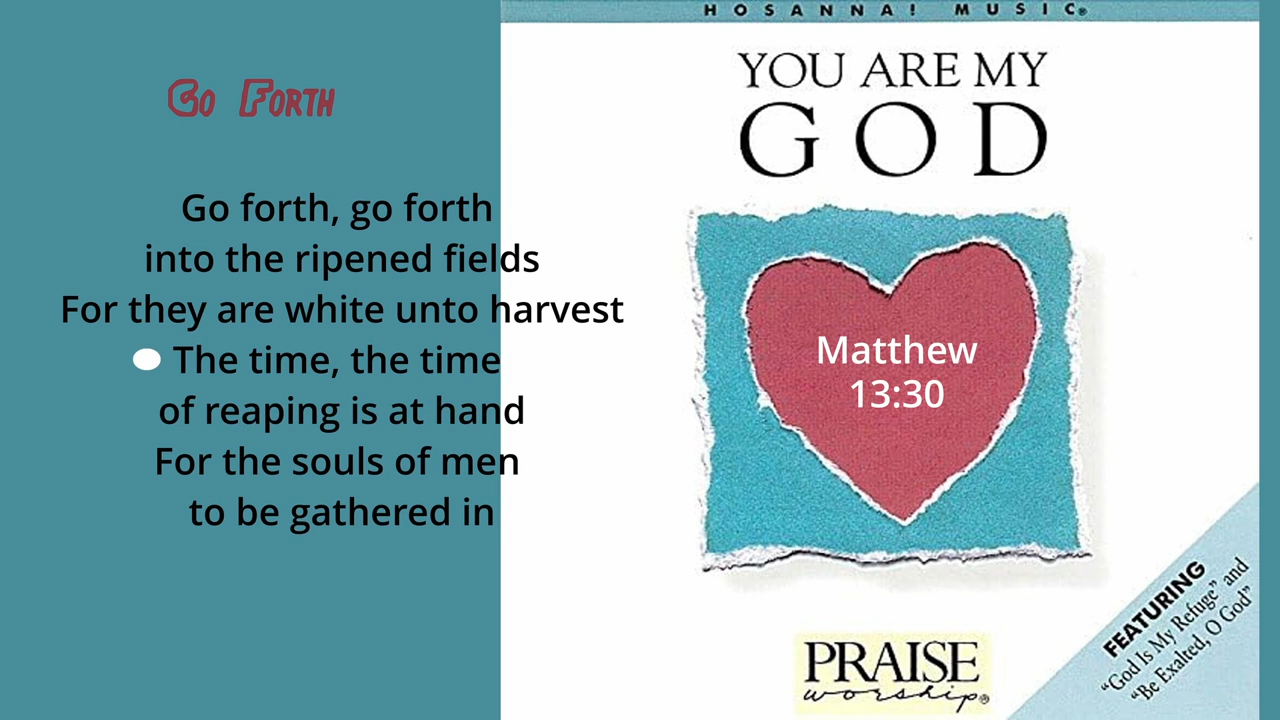 Go Forth
Go forth, go forth
into the ripened fields
For they are white unto harvest
The time, the time
of reaping is at hand
For the souls of men
to be gathered in
HOSANNA! MUSIC®
YOU ARE MY
GOD
Matthew
13:30
FEATURING
"God Is My Refuge" and
"Be Exalted, O God"
PRAISE
worship®